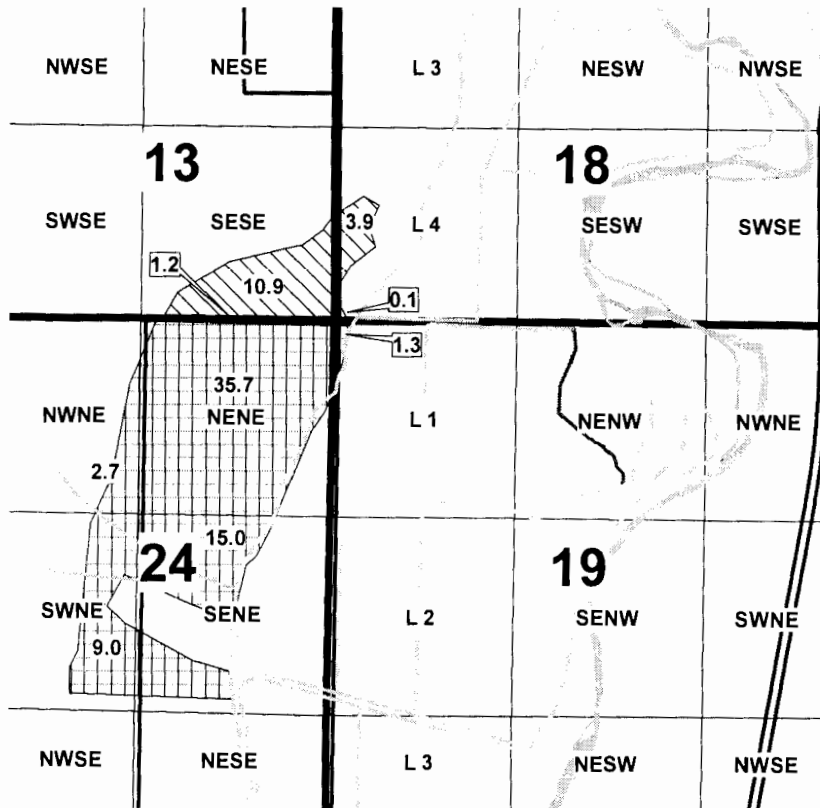 NWSE NESE L 3 NESW NWSE
13 18
SWSE SESE 3.9 L 4 SESW SWSE
1.2 10.9 0.1
1.3
35.7
NWNE NENE L 1 NENW NWNE
2.7
15.0
24 19
SWNE SENE L 2 SENW SWNE
9.0
NWSE NESE L 3 NESW NWSE